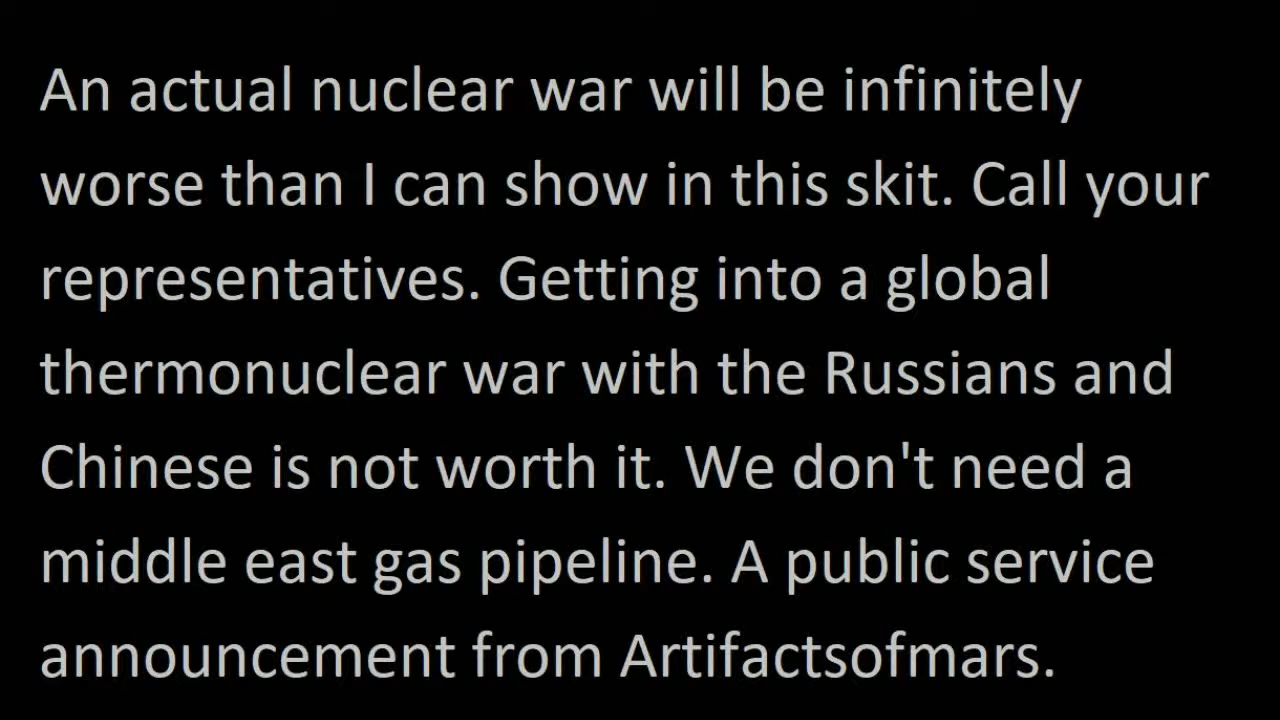 An actual nuclear war will be infinitely
worse than I can show in this skit. Call your
representatives. Getting into a global
thermonuclear war with the Russians and
Chinese is not worth it. We don't need a
middle east gas pipeline. A public service
announcement from Artifactsofmars.